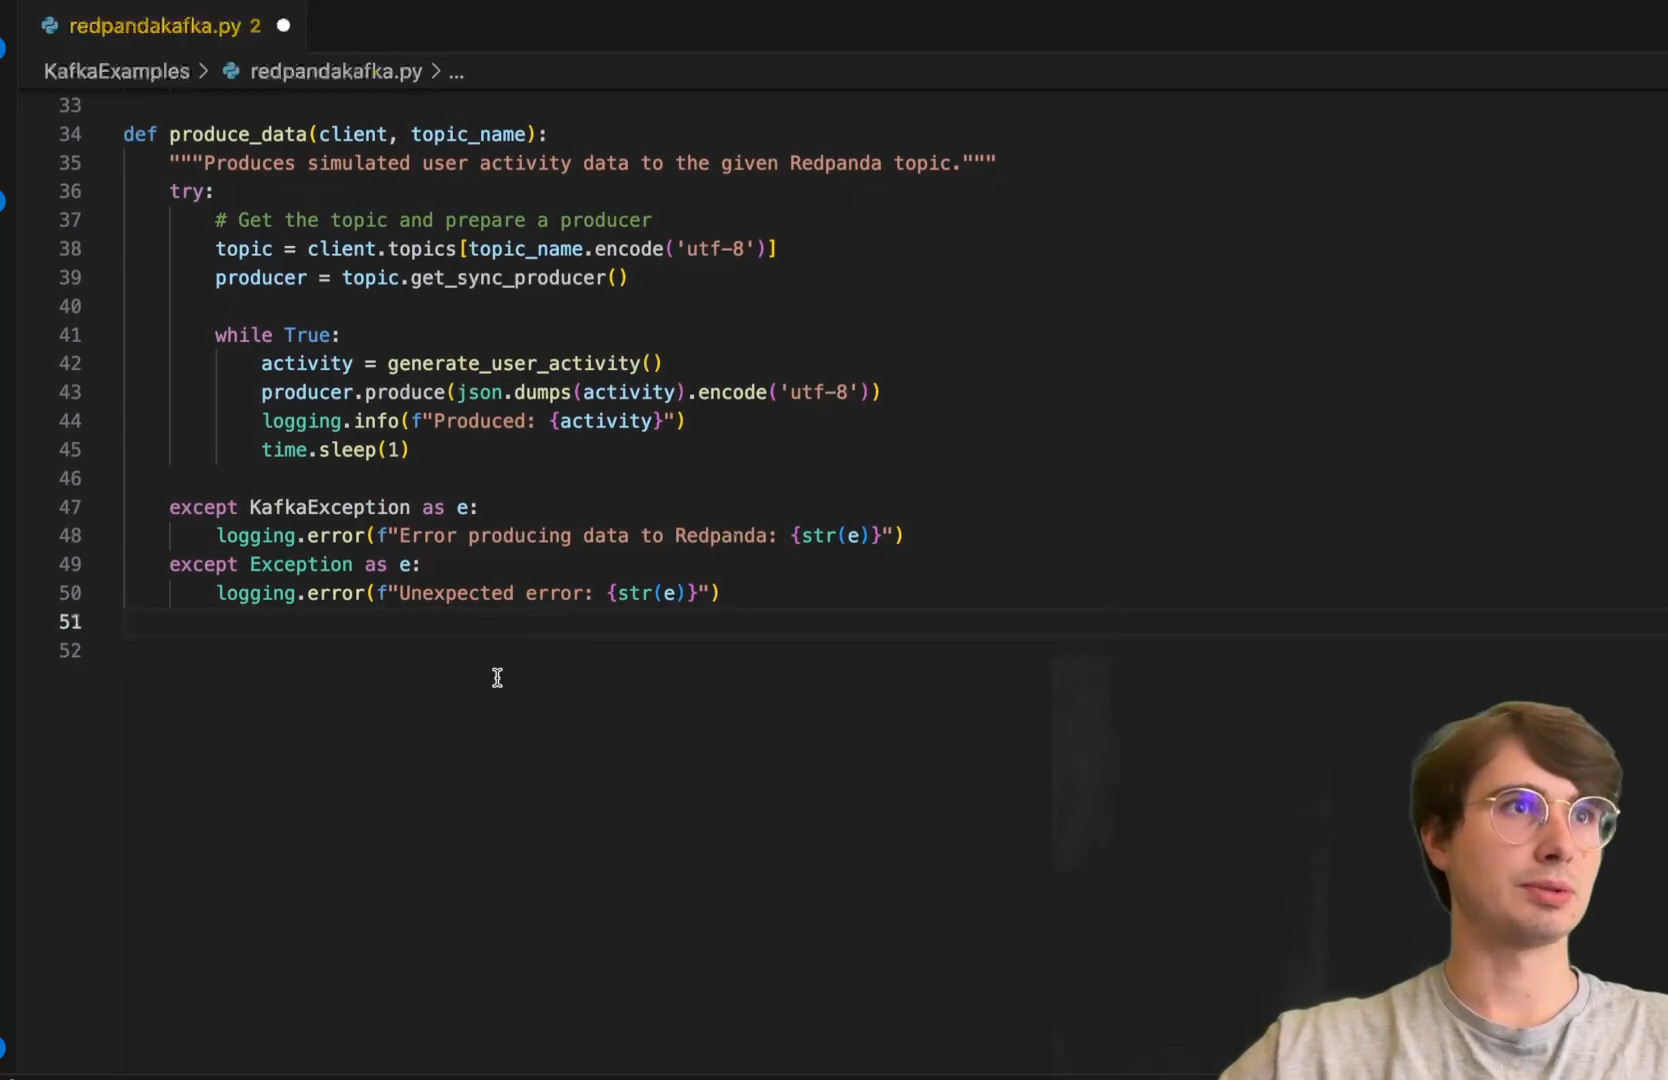 redpandakafka.py 2
KafkaExamples > redpandakafka.py > ...
33
34 def produce_data(client, topic_name):
35 """Produces simulated user activity data to the given Redpanda topic."""
36 try:
37 # Get the topic and prepare a producer
38 topic = client.topics[topic_name.encode('utf-8')]
39 producer = topic.get_sync_producer()
40
41 while True:
42 activity = generate_user_activity()
43 producer.produce(json.dumps(activity).encode('utf-8'))
44 logging.info(f"Produced: {activity}")
45 time.sleep(1)
46
47 except KafkaException as e:
48 logging.error(f"Error producing data to Redpanda: {str(e)}")
49 except Exception as e:
50 logging.error(f"Unexpected error: {str(e)}")
51
52